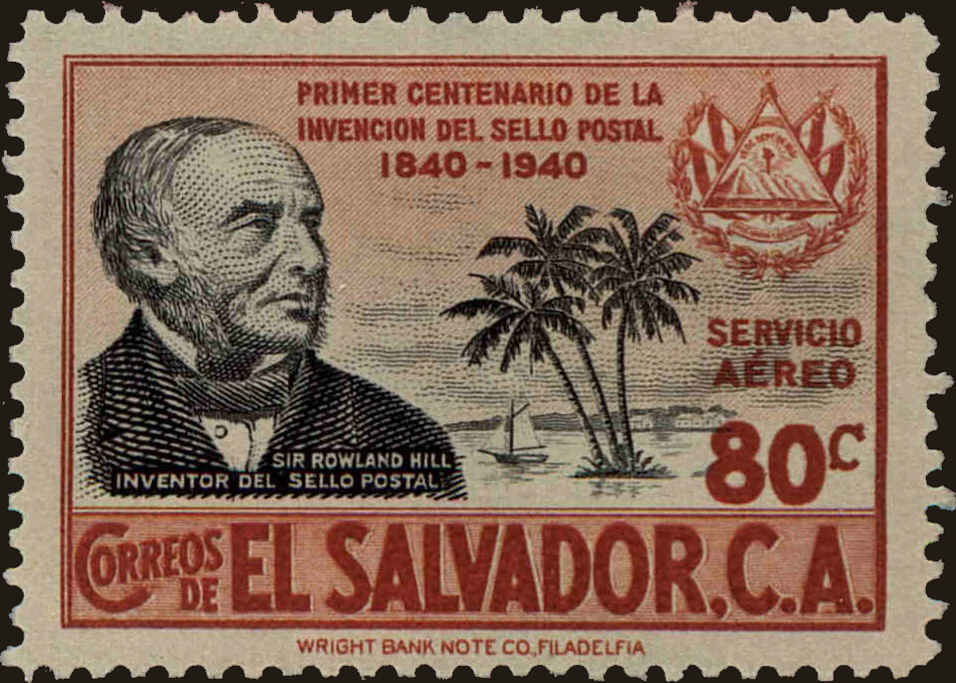 PRIMER CENTENARIO DE LA
INVENCION DEL SELLO POSTAL
1840 - 1940
SERVICIO
AÉREO
80c
SIR ROWLAND HILL
INVENTOR DEL SELLO POSTAL
CORREOS
DE
EL SALVADOR, C.A.
WRIGHT BANK NOTE CO., FILADELFIA